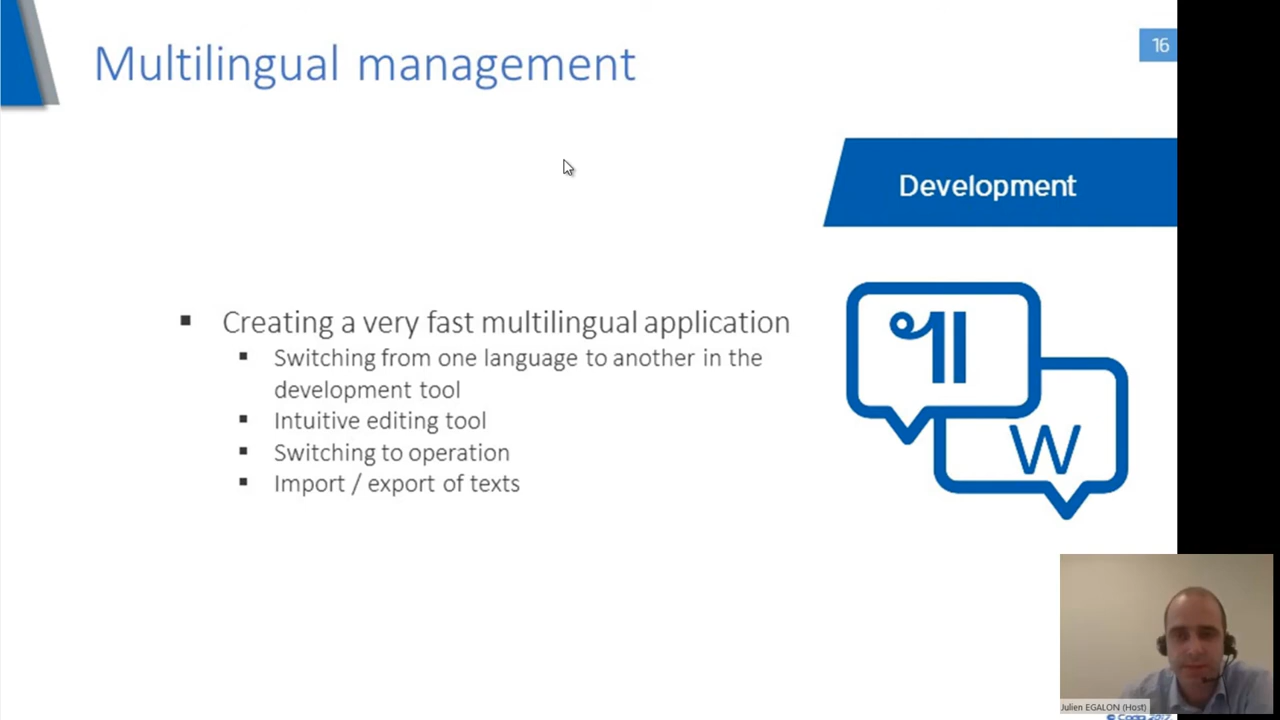 Multilingual management
16
Development
Creating a very fast multilingual application
Switching from one language to another in the
development tool
Intuitive editing tool
Switching to operation
Import / export of texts
W
Julien EGALON (Host)